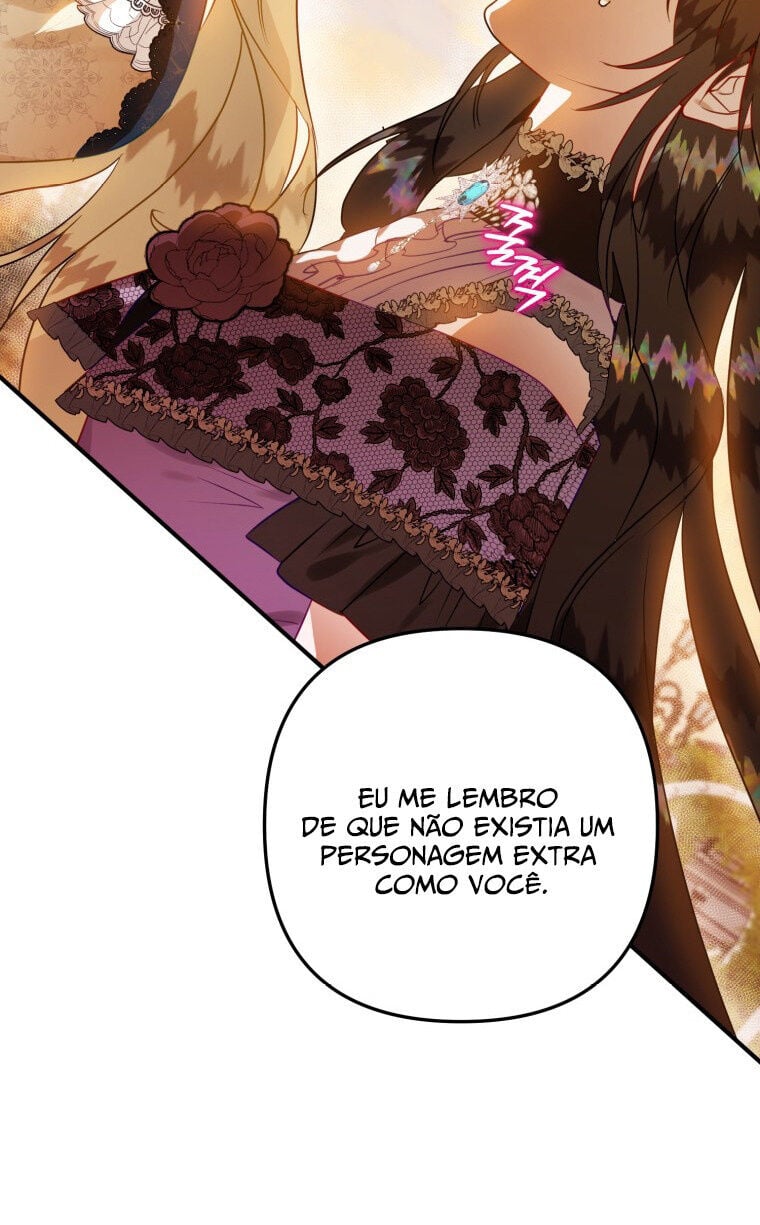 EU ME LEMBRO
DE QUE NÃO EXISTIA UM
PERSONAGEM EXTRA
COMO VOCÊ.